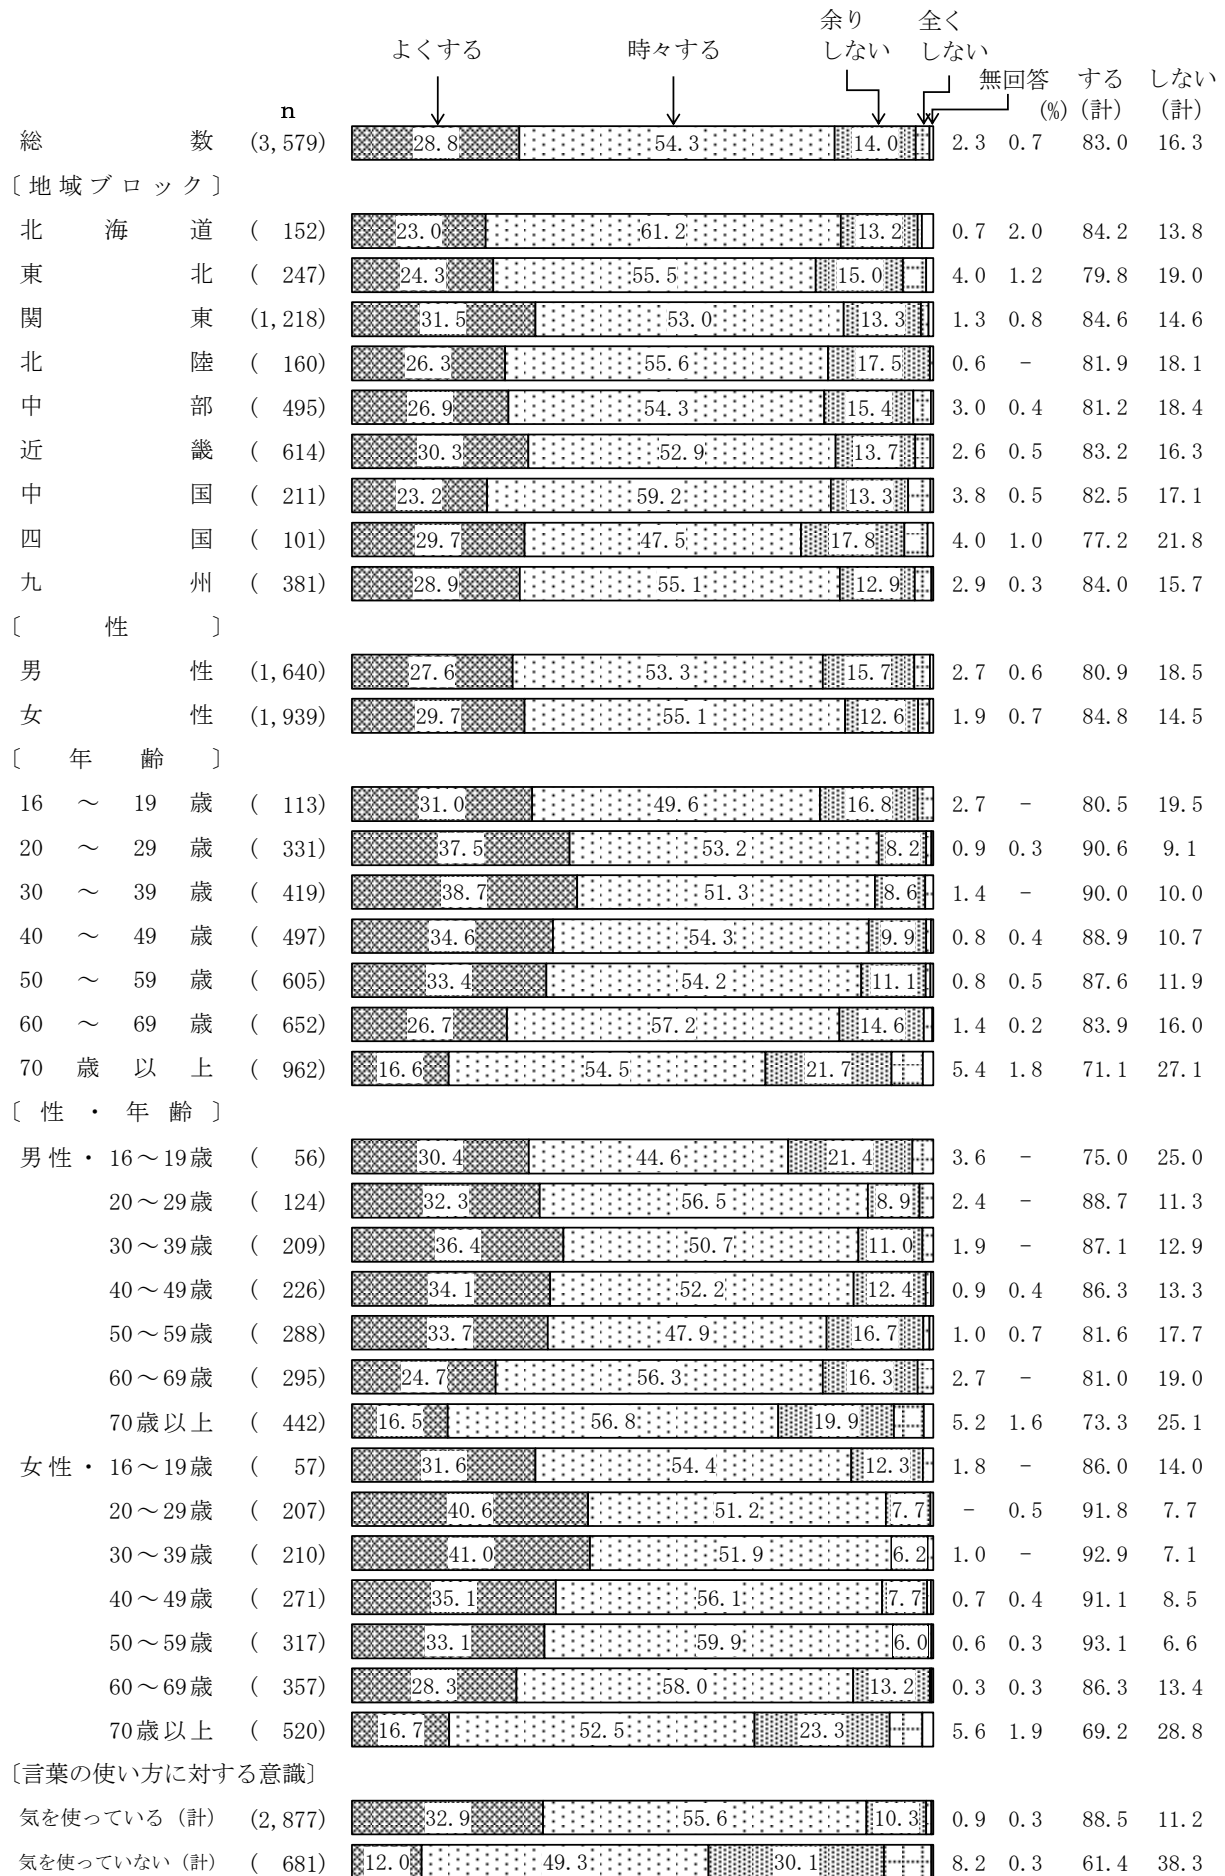 余り 全く
よくする 時々する しない しない
無回答 する しない
n (%) (計) (計)
総数 (3,579) 28.8 54.3 14.0 2.3 0.7 83.0 16.3
〔地域ブロック〕
北海道 ( 152) 23.0 61.2 13.2 0.7 2.0 84.2 13.8
東北 ( 247) 24.3 55.5 15.0 4.0 1.2 79.8 19.0
関東 (1,218) 31.5 53.0 13.3 1.3 0.8 84.6 14.6
北陸 ( 160) 26.3 55.6 17.5 0.6 - 81.9 18.1
中部 ( 495) 26.9 54.3 15.4 3.0 0.4 81.2 18.4
近畿 ( 614) 30.3 52.9 13.7 2.6 0.5 83.2 16.3
中国 ( 211) 23.2 59.2 13.3 3.8 0.5 82.5 17.1
四国 ( 101) 29.7 47.5 17.8 4.0 1.0 77.2 21.8
九州 ( 381) 28.9 55.1 12.9 2.9 0.3 84.0 15.7
〔性〕
男性 (1,640) 27.6 53.3 15.7 2.7 0.6 80.9 18.5
女性 (1,939) 29.7 55.1 12.6 1.9 0.7 84.8 14.5
〔年齢〕
16～19歳 ( 113) 31.0 49.6 16.8 2.7 - 80.5 19.5
20～29歳 ( 331) 37.5 53.2 8.2 0.9 0.3 90.6 9.1
30～39歳 ( 419) 38.7 51.3 8.6 1.4 - 90.0 10.0
40～49歳 ( 497) 34.6 54.3 9.9 0.8 0.4 88.9 10.7
50～59歳 ( 605) 33.4 54.2 11.1 0.8 0.5 87.6 11.9
60～69歳 ( 652) 26.7 57.2 14.6 1.4 0.2 83.9 16.0
70歳以上 ( 962) 16.6 54.5 21.7 5.4 1.8 71.1 27.1
〔性・年齢〕
男性・16～19歳 ( 56) 30.4 44.6 21.4 3.6 - 75.0 25.0
20～29歳 ( 124) 32.3 56.5 8.9 2.4 - 88.7 11.3
30～39歳 ( 209) 36.4 50.7 11.0 1.9 - 87.1 12.9
40～49歳 ( 226) 34.1 52.2 12.4 0.9 0.4 86.3 13.3
50～59歳 ( 288) 33.7 47.9 16.7 1.0 0.7 81.6 17.7
60～69歳 ( 295) 24.7 56.3 16.3 2.7 - 81.0 19.0
70歳以上 ( 442) 16.5 56.8 19.9 5.2 1.6 73.3 25.1
女性・16～19歳 ( 57) 31.6 54.4 12.3 1.8 - 86.0 14.0
20～29歳 ( 207) 40.6 51.2 7.7 - 0.5 91.8 7.7
30～39歳 ( 210) 41.0 51.9 6.2 1.0 - 92.9 7.1
40～49歳 ( 271) 35.1 56.1 7.7 0.7 0.4 91.1 8.5
50～59歳 ( 317) 33.1 59.9 6.0 0.6 0.3 93.1 6.6
60～69歳 ( 357) 28.3 58.0 13.2 0.3 0.3 86.3 13.4
70歳以上 ( 520) 16.7 52.5 23.3 5.6 1.9 69.2 28.8
〔言葉の使い方に対する意識〕
気を使っている（計） (2,877) 32.9 55.6 10.3 0.9 0.3 88.5 11.2
気を使っていない（計） ( 681) 12.0 49.3 30.1 8.2 0.3 61.4 38.3